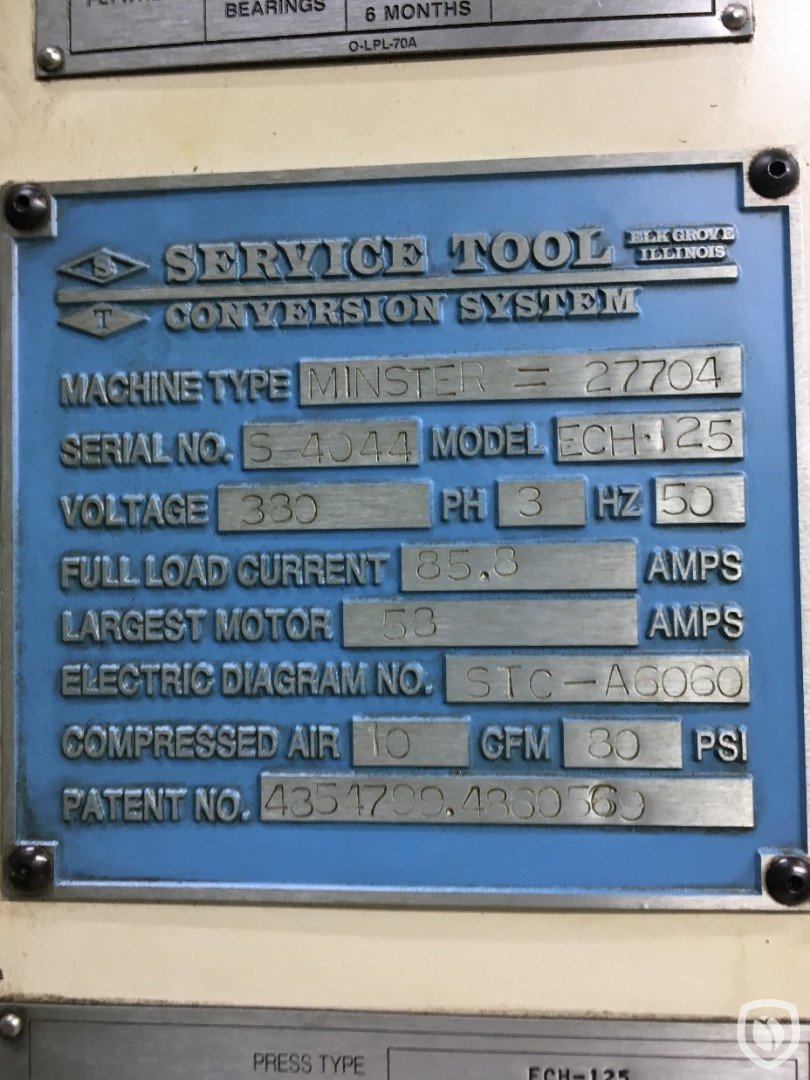 BEARINGS
6 MONTHS
O-LPL-70A
SERVICE TOOL ELK GROVE ILLINOIS
S
T
CONVERSION SYSTEM
MACHINE TYPE MINSTER = 27704
SERIAL NO. S-4044 MODEL ECH-125
VOLTAGE 380 PH 3 HZ 50
FULL LOAD CURRENT 85.8 AMPS
LARGEST MOTOR 58 AMPS
ELECTRIC DIAGRAM NO. STC-A6060
COMPRESSED AIR 10 CFM 80 PSI
PATENT NO.
PRESS TYPE ECH-125